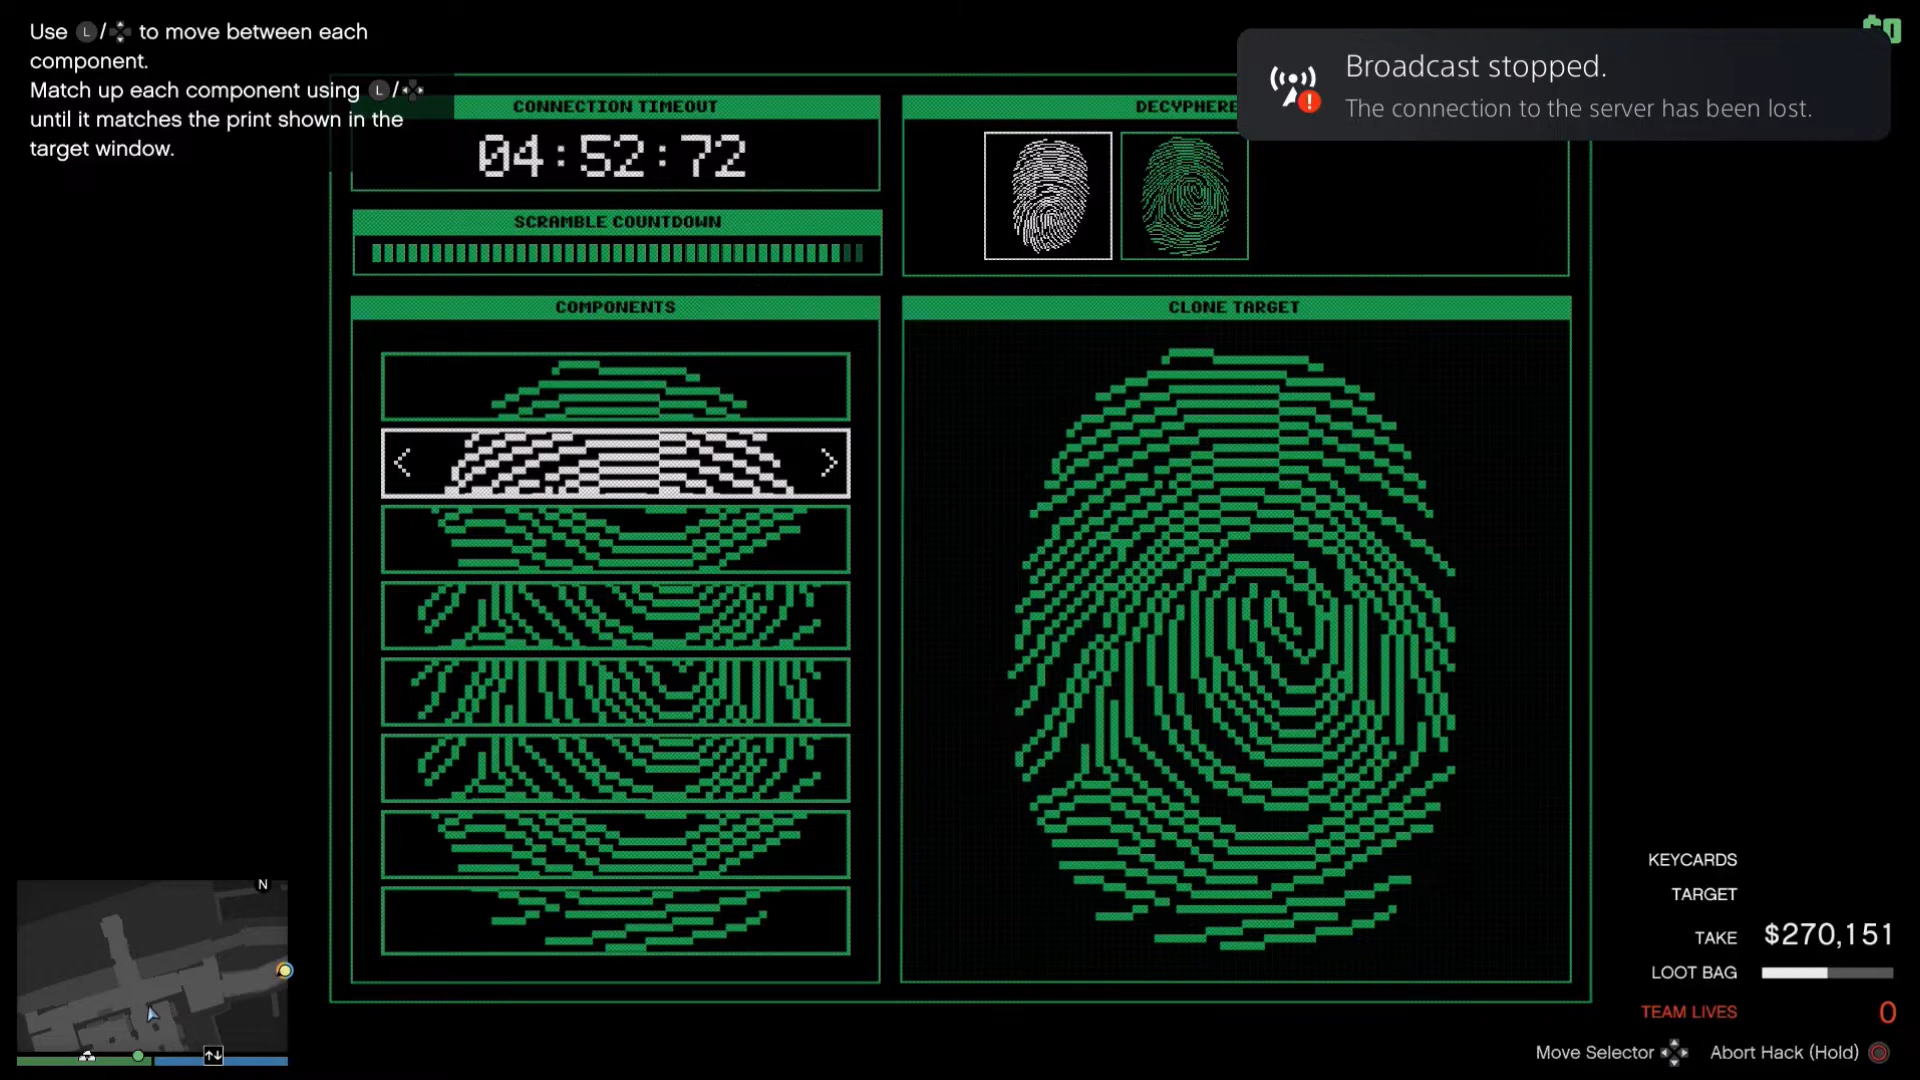 Use L/ to move between each
component.
Match up each component using L/
until it matches the print shown in the
target window.
Broadcast stopped.
The connection to the server has been lost.
CONNECTION TIMEOUT
04:52:72
DECYPHERE
SCRAMBLE COUNTDOWN
COMPONENTS
CLONE TARGET
N
KEYCARDS
TARGET
TAKE $270,151
LOOT BAG
TEAM LIVES 0
Move Selector Abort Hack (Hold)